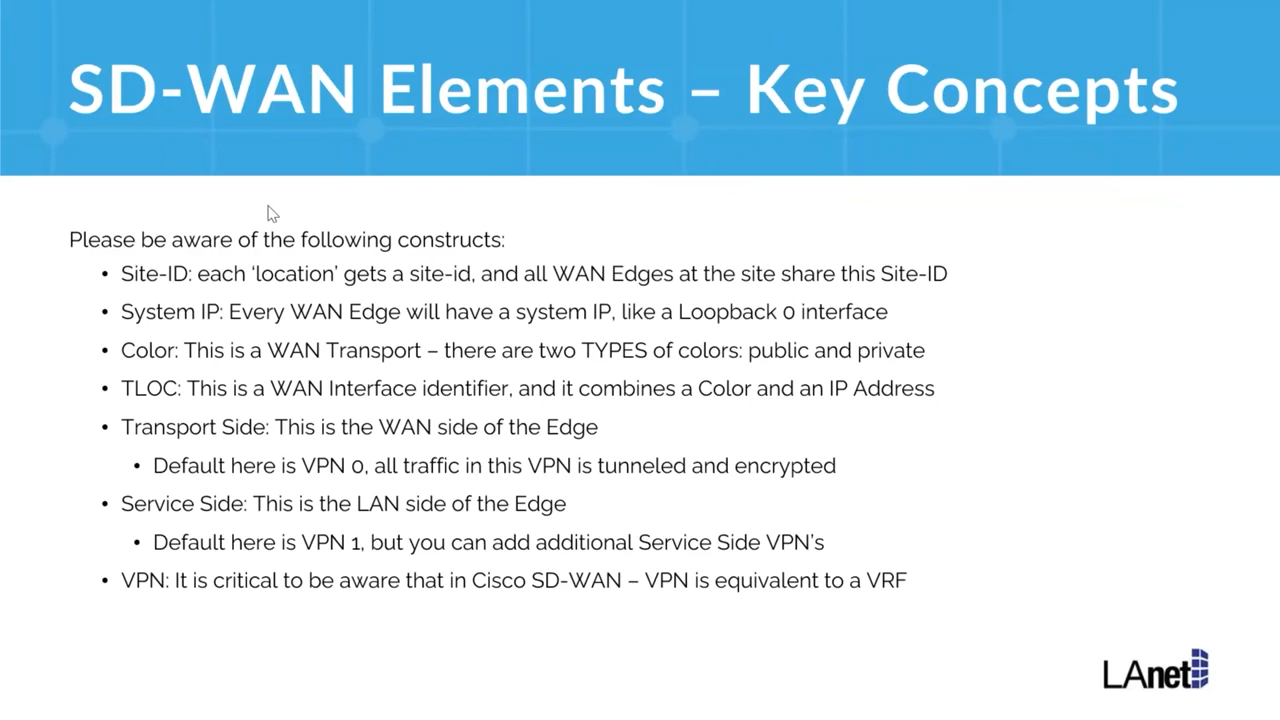 SD-WAN Elements – Key Concepts
Please be aware of the following constructs:
• Site-ID: each ‘location’ gets a site-id, and all WAN Edges at the site share this Site-ID
• System IP: Every WAN Edge will have a system IP, like a Loopback 0 interface
• Color: This is a WAN Transport – there are two TYPES of colors: public and private
• TLOC: This is a WAN Interface identifier, and it combines a Color and an IP Address
• Transport Side: This is the WAN side of the Edge
• Default here is VPN 0, all traffic in this VPN is tunneled and encrypted
• Service Side: This is the LAN side of the Edge
• Default here is VPN 1, but you can add additional Service Side VPN’s
• VPN: It is critical to be aware that in Cisco SD-WAN – VPN is equivalent to a VRF
LAnet